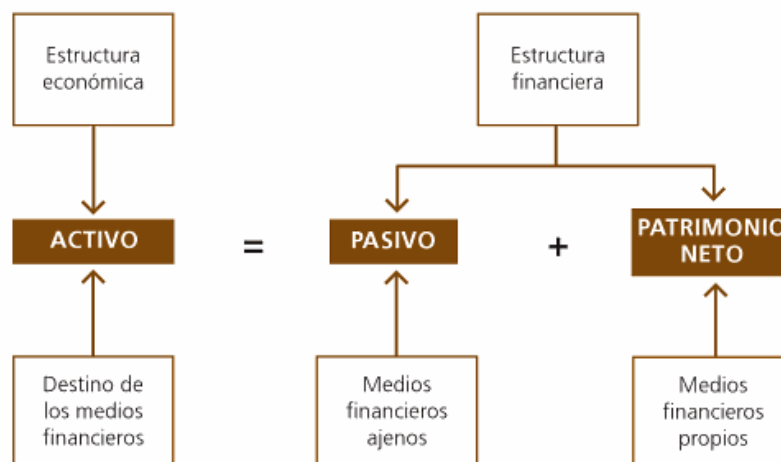 Estructura
económica
Estructura
financiera
ACTIVO
=
PASIVO
+
PATRIMONIO
NETO
Destino de
los medios
financieros
Medios
financieros
ajenos
Medios
financieros
propios